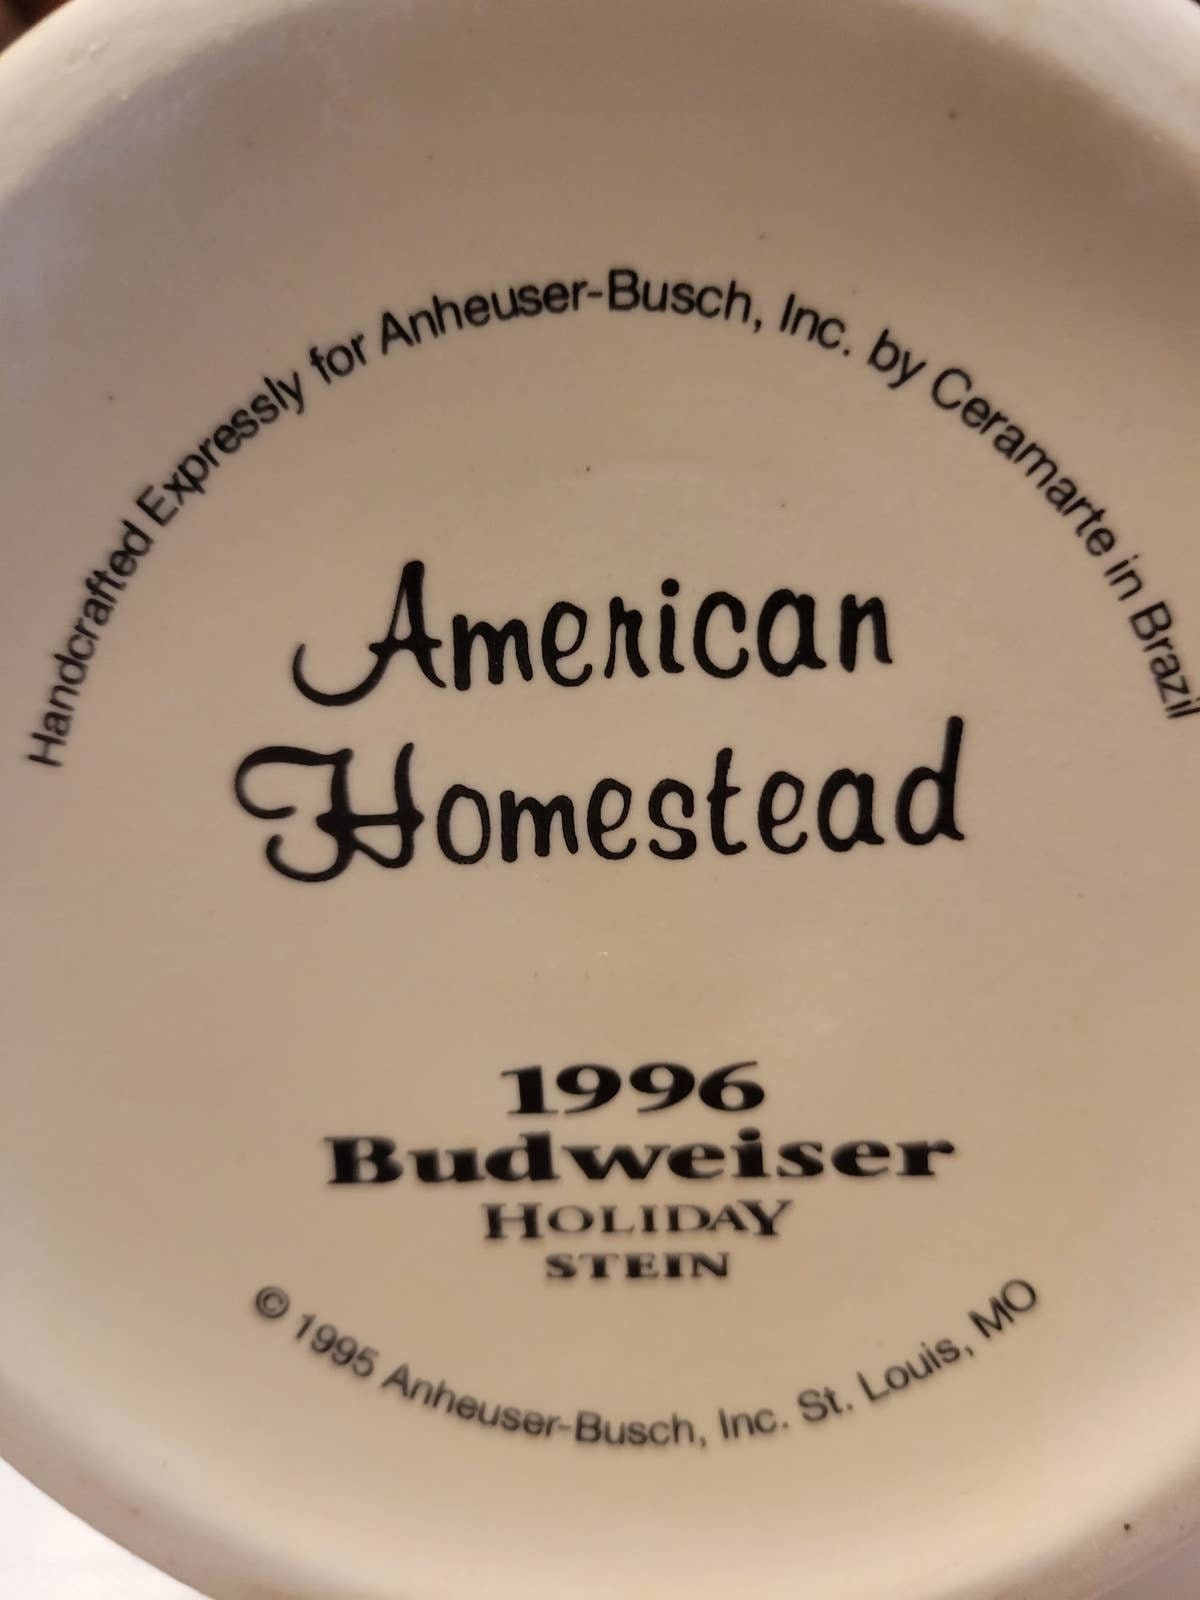 Handcrafted Expressly for Anheuser-Busch, Inc. by Ceramarte in Brazil
American
Homestead
1996
Budweiser
HOLIDAY
STEIN
© 1995 Anheuser-Busch, Inc. St. Louis, MO